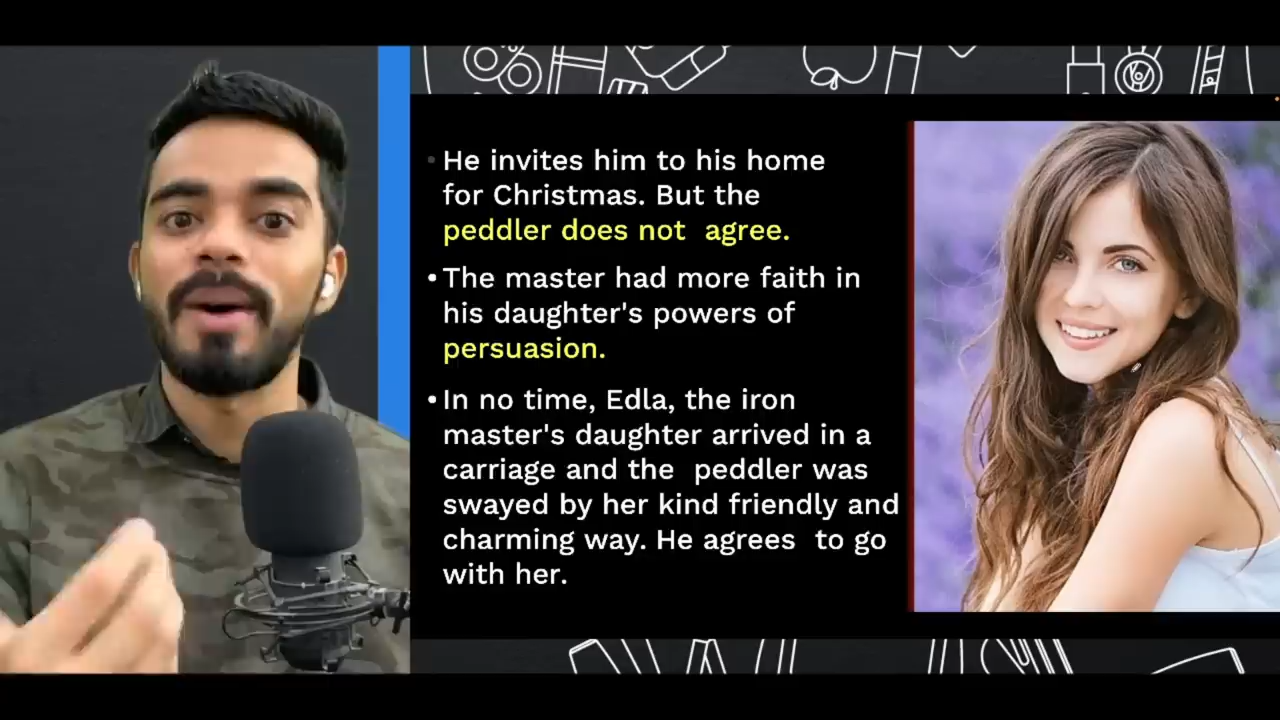 • He invites him to his home
for Christmas. But the
peddler does not agree.
• The master had more faith in
his daughter's powers of
persuasion.
• In no time, Edla, the iron
master's daughter arrived in a
carriage and the peddler was
swayed by her kind friendly and
charming way. He agrees to go
with her.